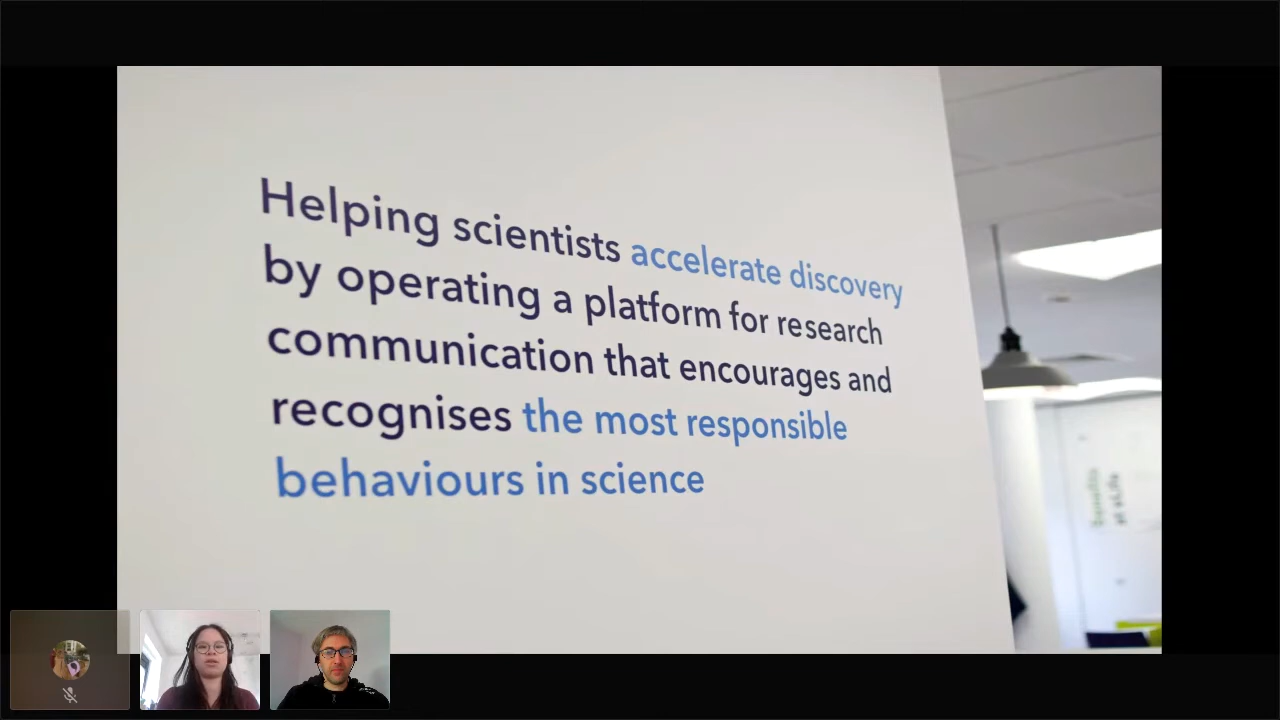 Helping scientists accelerate discovery
by operating a platform for research
communication that encourages and
recognises the most responsible
behaviours in science